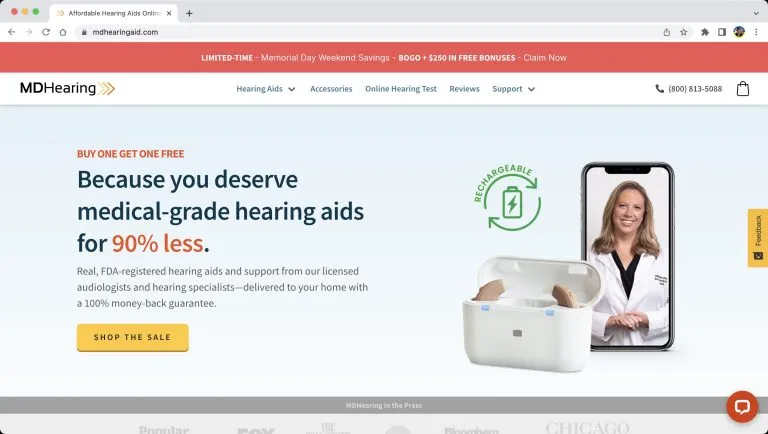 Affordable Hearing Aids Online
mdhearingaid.com
LIMITED-TIME - Memorial Day Weekend Savings - BOGO + $250 IN FREE BONUSES - Claim Now
MDHearing
Hearing Aids
Accessories
Online Hearing Test
Reviews
Support
(800) 813-5088
BUY ONE GET ONE FREE
Because you deserve
medical-grade hearing aids
for 90% less.
Real, FDA-registered hearing aids and support from our licensed
audiologists and hearing specialists—delivered to your home with
a 100% money-back guarantee.
SHOP THE SALE
RECHARGEABLE
Feedback
MDHearing in the Press
Popular
FOX
THE
Bloomberg
CHICAGO